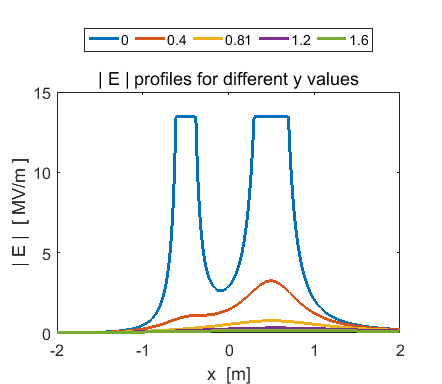 0 0.4 0.81 1.2 1.6
| E | profiles for different y values
15
10
5
0
| E | [ MV/m ]
-2 -1 0 1 2
x [m]